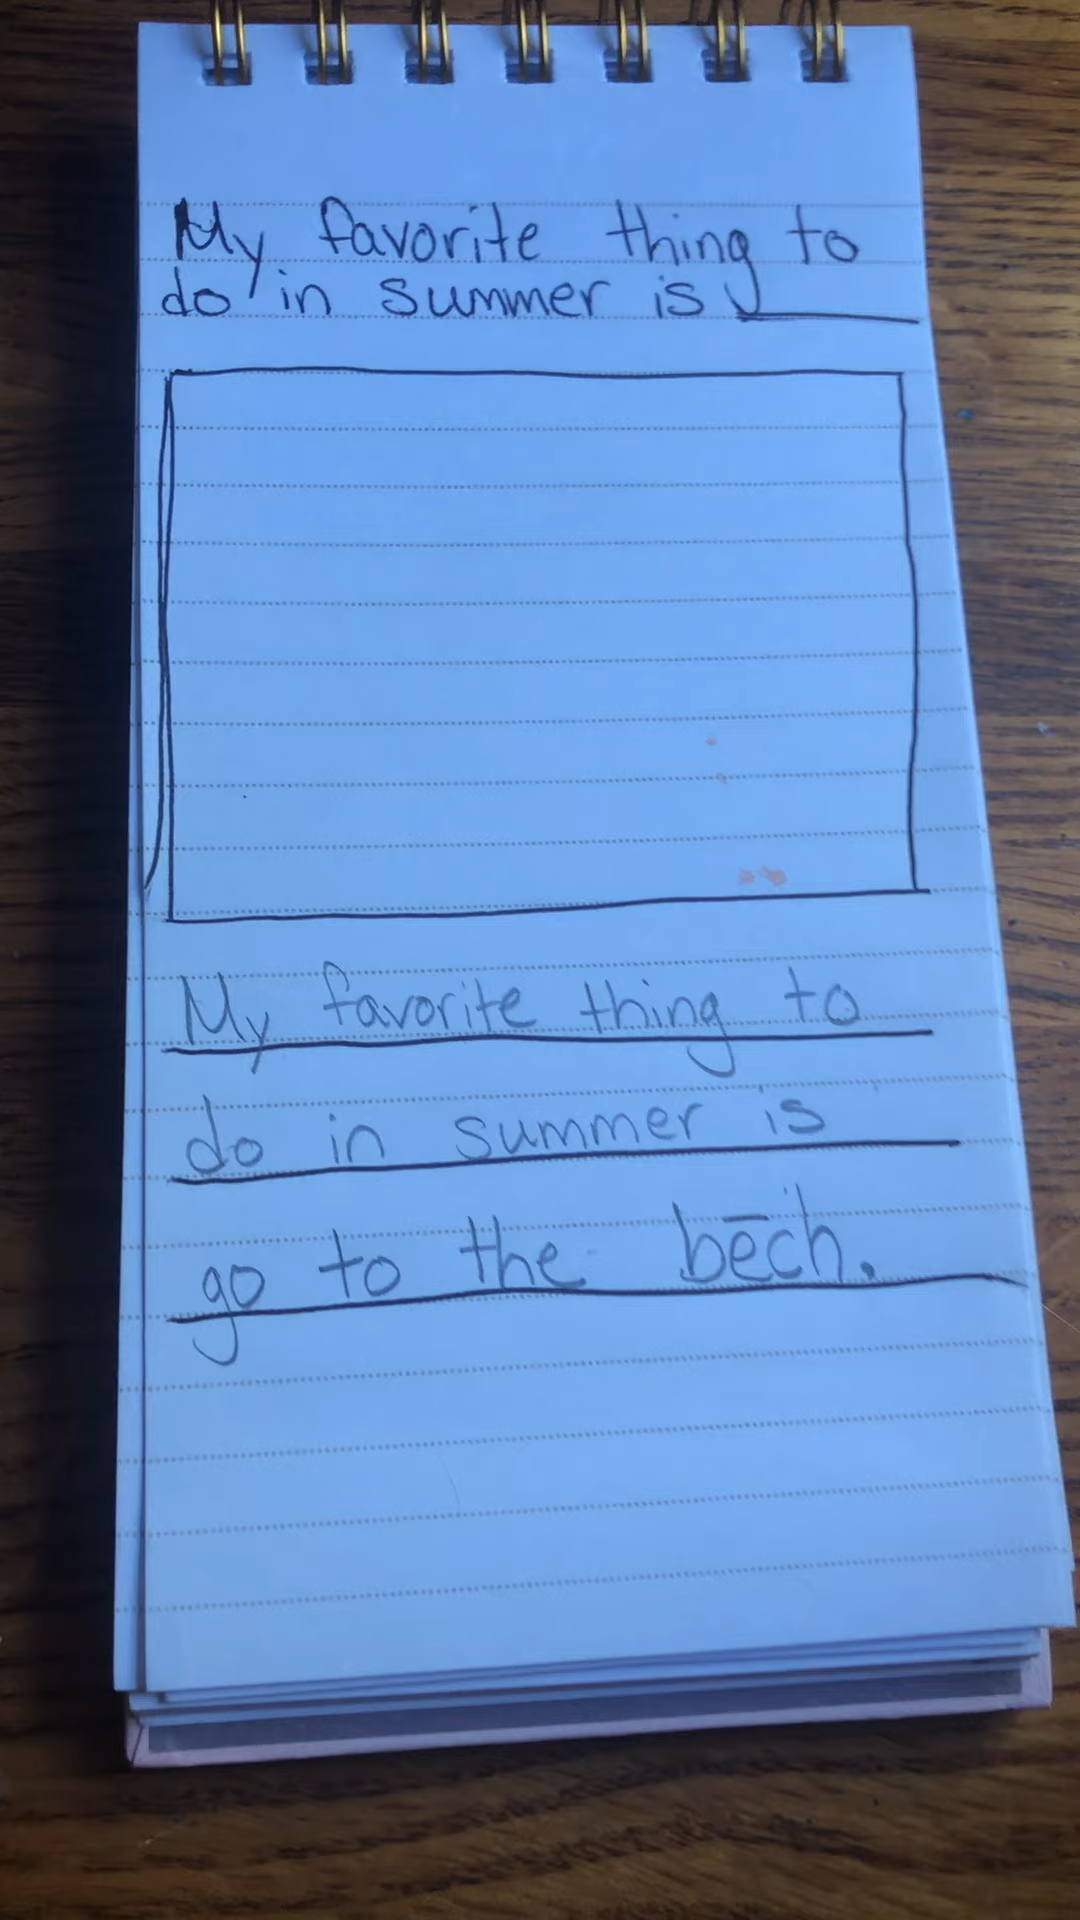 My favorite thing to
do in summer is ______
My favorite thing to
do in summer is
go to the bēch.